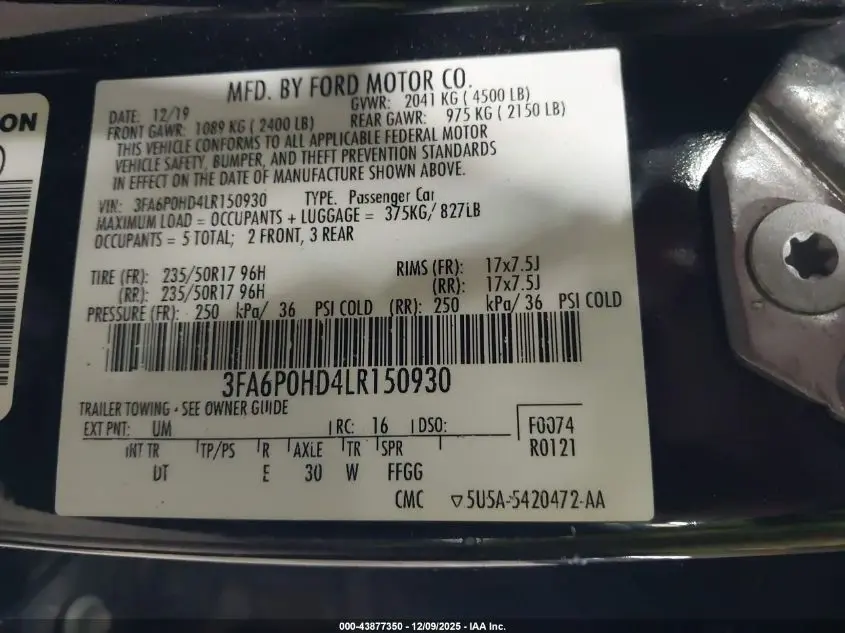 ON
MFD. BY FORD MOTOR CO.
DATE: 12/19 GVWR: 2041 KG ( 4500 LB)
FRONT GAWR: 1089 KG ( 2400 LB) REAR GAWR: 975 KG ( 2150 LB)
THIS VEHICLE CONFORMS TO ALL APPLICABLE FEDERAL MOTOR
VEHICLE SAFETY, BUMPER, AND THEFT PREVENTION STANDARDS
IN EFFECT ON THE DATE OF MANUFACTURE SHOWN ABOVE.
VIN: 3FA6P0HD4LR150930 TYPE: Passenger Car
MAXIMUM LOAD = OCCUPANTS + LUGGAGE = 375KG/ 827LB
OCCUPANTS = 5 TOTAL; 2 FRONT, 3 REAR
TIRE (FR): 235/50R17 96H RIMS (FR): 17x7.5J
(RR): 235/50R17 96H (RR): 17x7.5J
PRESSURE (FR): 250 kPa/ 36 PSI COLD (RR): 250 kPa/ 36 PSI COLD
3FA6P0HD4LR150930
TRAILER TOWING - SEE OWNER GUIDE
EXT PNT: UM RC: 16 DSO: F0074
R0121
INT TR TP/PS R AXLE TR SPR
DT E 30 W FFGG
CMC ▽5U5A-5420472-AA
000-43877350 - 12/09/2025 - IAA Inc.